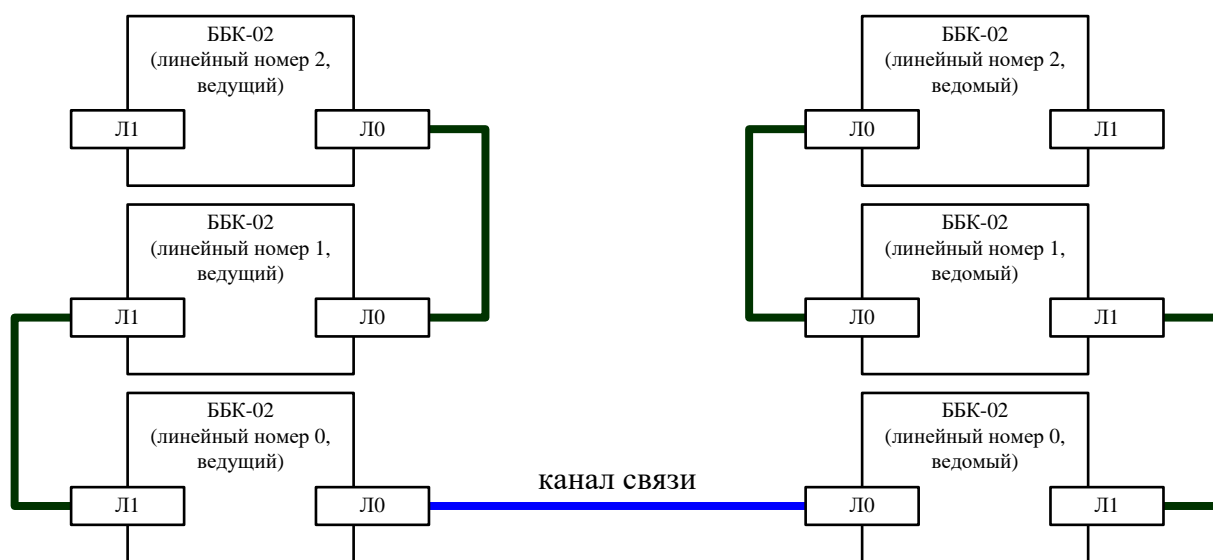 ББК-02
(линейный номер 2,
ведущий)
Л1
Л0
ББК-02
(линейный номер 2,
ведомый)
Л0
Л1
ББК-02
(линейный номер 1,
ведущий)
Л1
Л0
ББК-02
(линейный номер 1,
ведомый)
Л0
Л1
ББК-02
(линейный номер 0,
ведущий)
Л1
Л0
канал связи
ББК-02
(линейный номер 0,
ведомый)
Л0
Л1